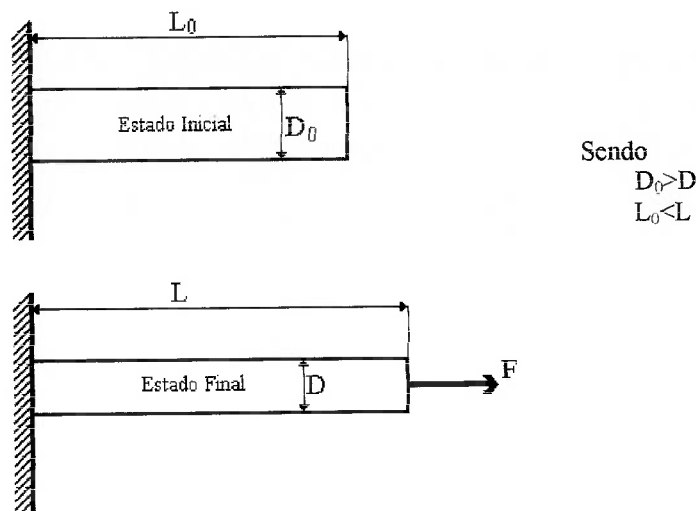 L₀
Estado Inicial D₀
Sendo
D₀>D
L₀<L
L
Estado Final D
F